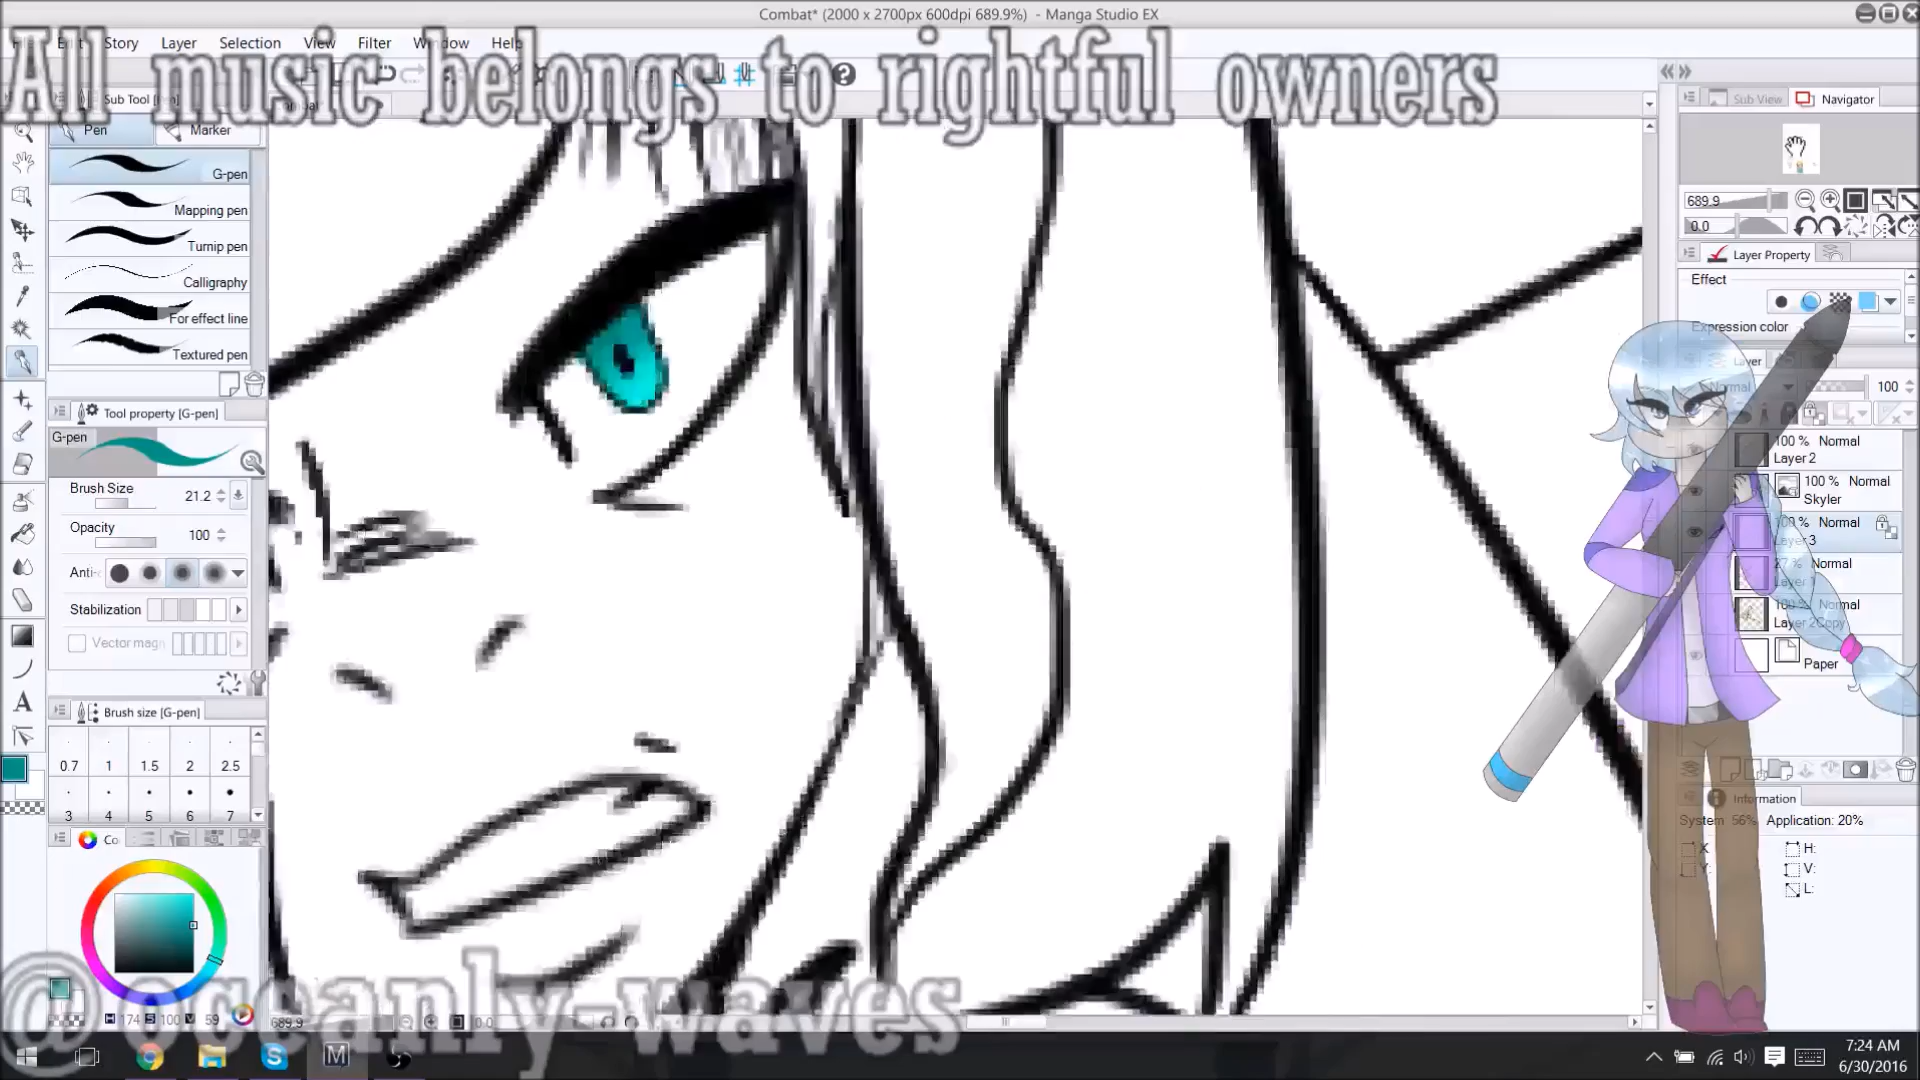 Combat* (2000 x 2700px 600dpi 689.9%) - Manga Studio EX
Story Layer Selection View Filter Window Help
All music belongs to rightful owners
Sub Tool [Pen]
Pen Marker
G-pen
Mapping pen
Turnip pen
Calligraphy
For effect line
Textured pen
Tool property [G-pen]
G-pen
Brush Size 21.2
Opacity 100
Anti-
Stabilization
Vector magn
Brush size [G-pen]
0.7 1 1.5 2 2.5
3 4 5 6 7
Co
H 174 S 100 V 59
689.9 0.0
@oceanly-waves
Sub View Navigator
689.9
0.0
Layer Property
Effect
Expression color
Layer
Normal 100
100 % Normal
Layer 2
100 % Normal
Skyler
100 % Normal
Layer 3
27 % Normal
Layer 1
100 % Normal
Layer 2Copy
Paper
Information
System 56% Application: 20%
X H:
Y: V:
L:
7:24 AM
6/30/2016